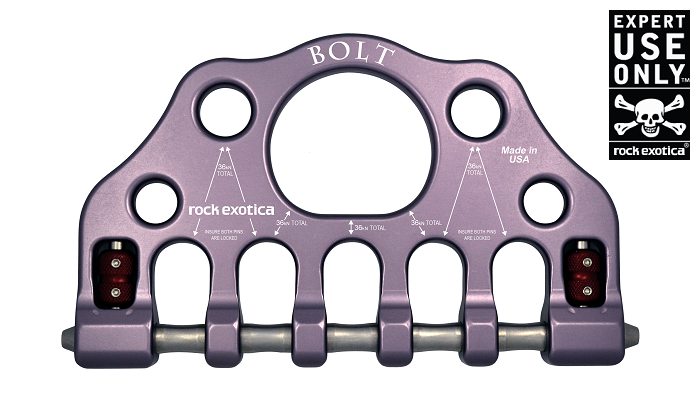 BOLT
EXPERT
USE
ONLY™
rock exotica®
Made in
USA
36kN
TOTAL
36kN
TOTAL
rock exotica
36kN TOTAL
36kN TOTAL
36kN TOTAL
INSURE BOTH PINS
ARE LOCKED
INSURE BOTH PINS
ARE LOCKED